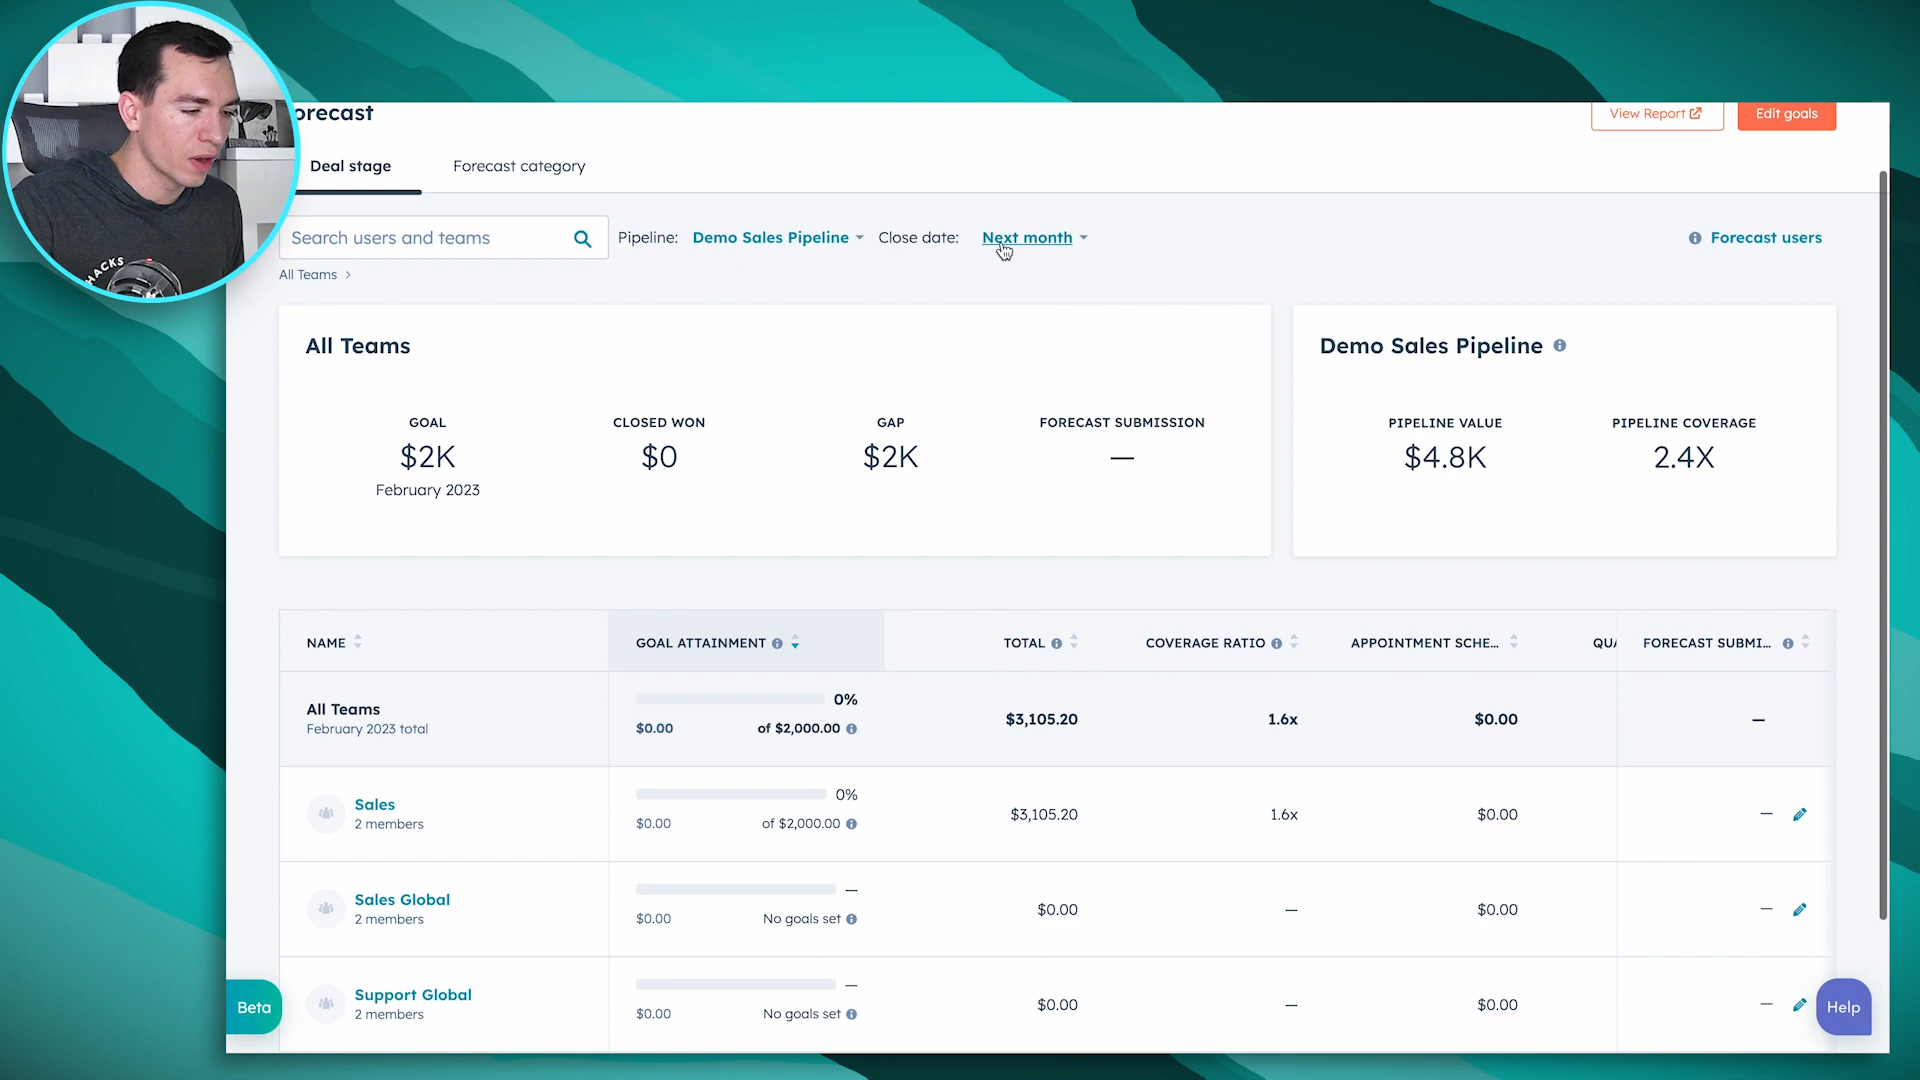 orecast
View Report
Edit goals
Deal stage
Forecast category
Search users and teams
Pipeline: Demo Sales Pipeline
Close date: Next month
Forecast users
All Teams
All Teams
GOAL
$2K
February 2023
CLOSED WON
$0
GAP
$2K
FORECAST SUBMISSION
—
Demo Sales Pipeline
PIPELINE VALUE
$4.8K
PIPELINE COVERAGE
2.4X
NAME GOAL ATTAINMENT TOTAL COVERAGE RATIO APPOINTMENT SCHE... QUA FORECAST SUBMI...
All Teams
February 2023 total
0%
$0.00 of $2,000.00
$3,105.20
1.6x
$0.00
—
Sales
2 members
0%
$0.00 of $2,000.00
$3,105.20
1.6x
$0.00
—
Sales Global
2 members
—
$0.00 No goals set
$0.00
—
$0.00
—
Support Global
2 members
—
$0.00 No goals set
$0.00
—
$0.00
—
Beta
Help
HACKS